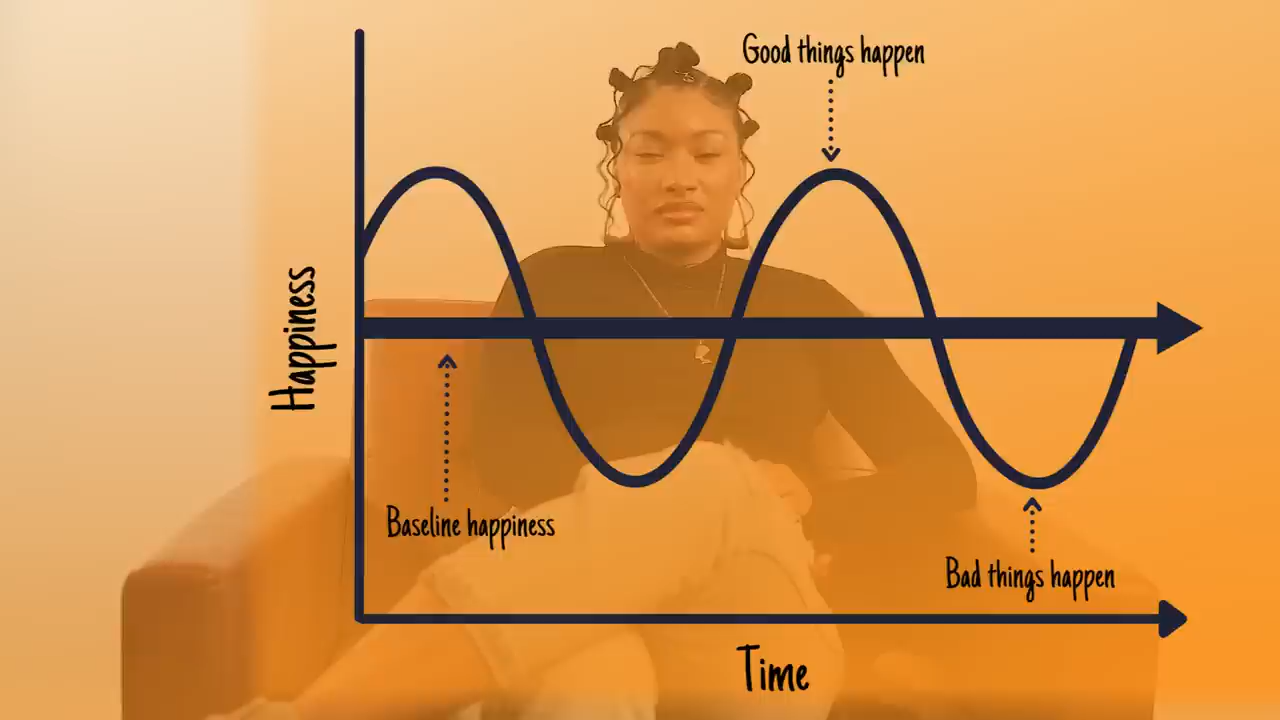 Good things happen
Happiness
Baseline happiness
Bad things happen
Time